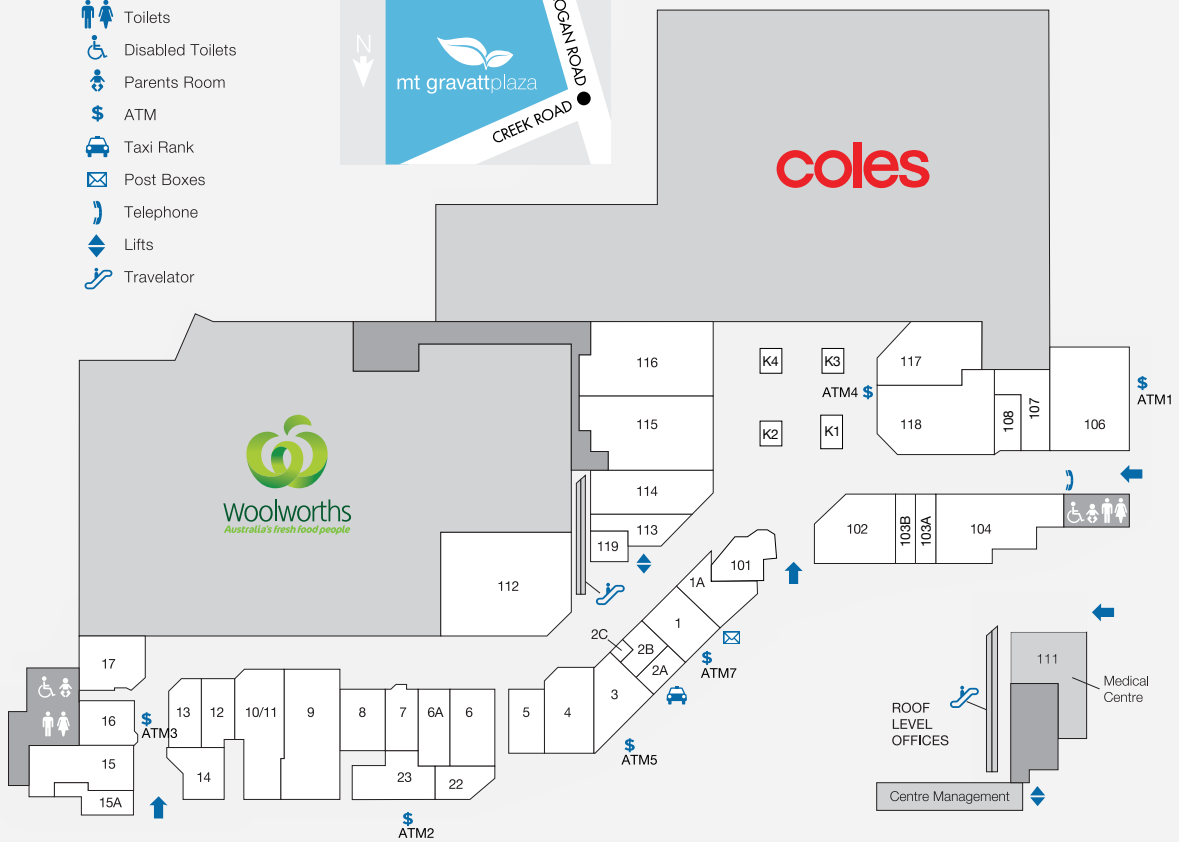 Toilets
Disabled Toilets
Parents Room
$ ATM
Taxi Rank
Post Boxes
Telephone
Lifts
Travelator
N
mt gravattplaza
OGAN ROAD
CREEK ROAD
coles
Woolworths
Australia's fresh food people
116
115
114
113
119
112
K4
K3
K2
K1
117
118
108
107
106
ATM4 $
$
ATM1
102
103B
103A
104
101
1A
1
2C
2B
2A
3
$
ATM7
$
ATM5
17
16
15
15A
$
ATM3
13
12
10/11
9
14
8
7
6A
6
5
4
23
22
$
ATM2
111
Medical
Centre
ROOF
LEVEL
OFFICES
Centre Management